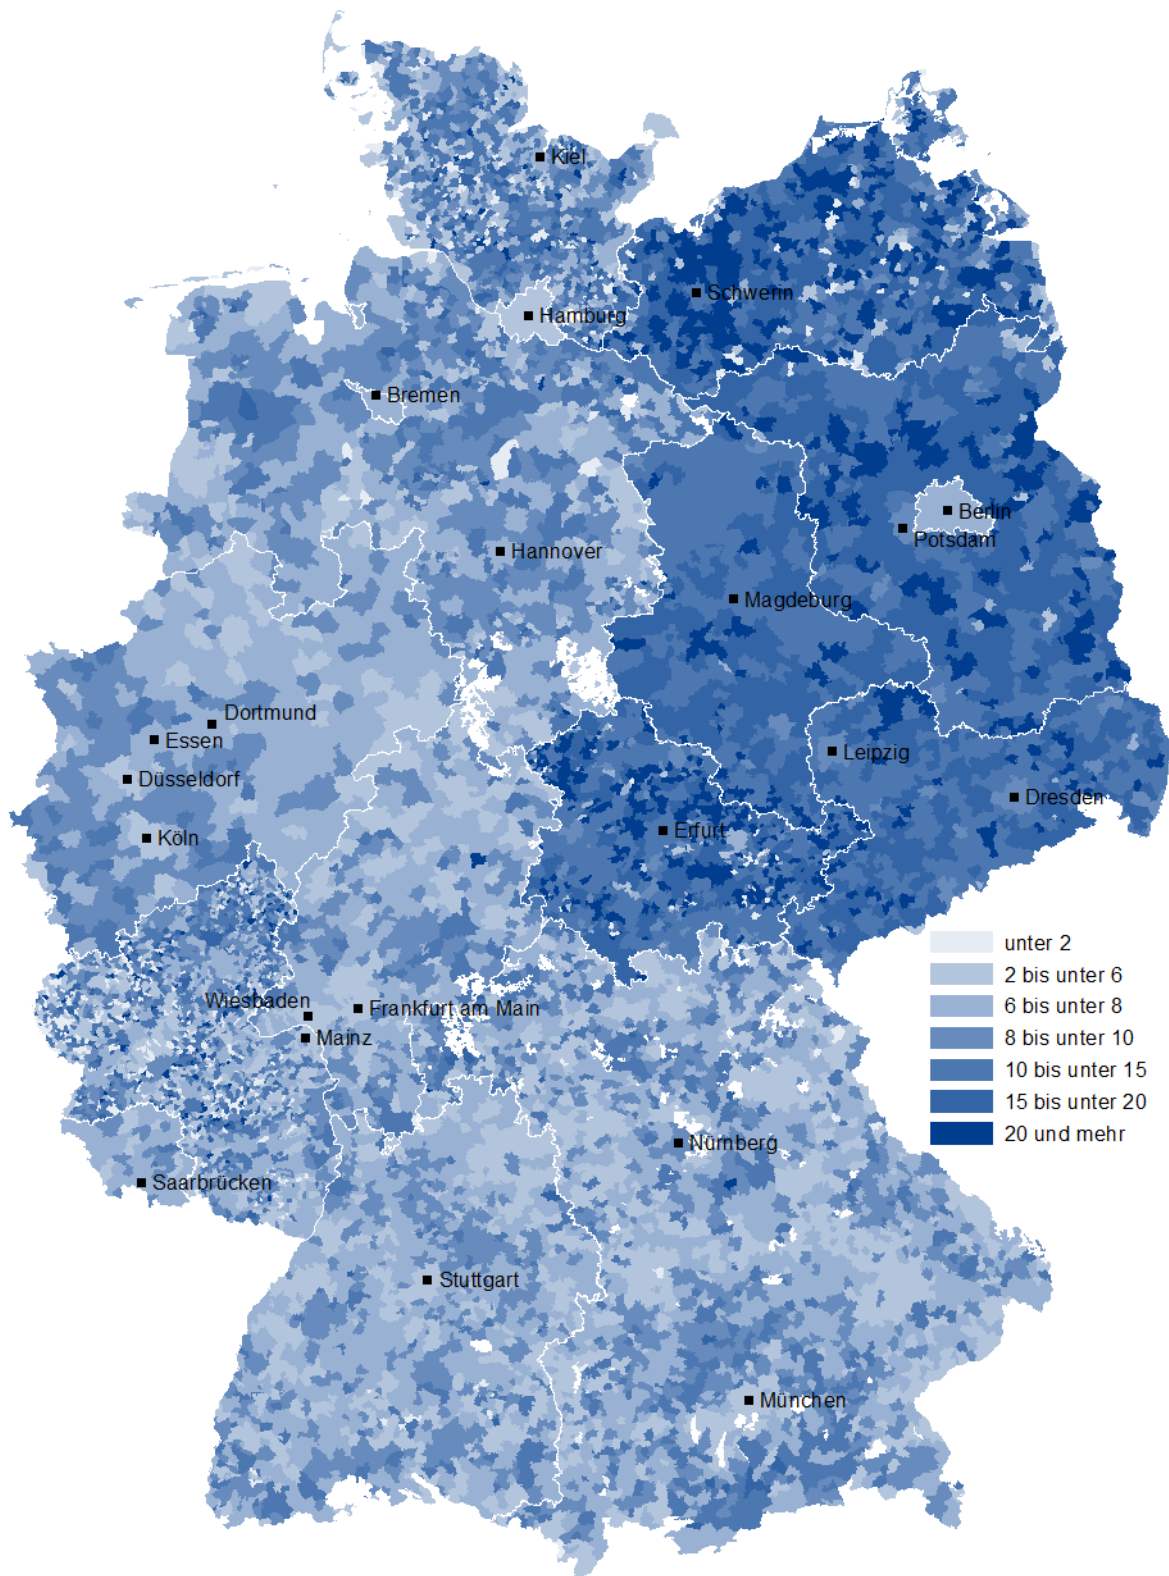 Kiel
Schwerin
Hamburg
Bremen
Berlin
Potsdam
Hannover
Magdeburg
Dortmund
Essen
Leipzig
Düsseldorf
Dresden
Köln
Erfurt
Wiesbaden
Frankfurt am Main
Mainz
Nürnberg
Saarbrücken
Stuttgart
München
unter 2
2 bis unter 6
6 bis unter 8
8 bis unter 10
10 bis unter 15
15 bis unter 20
20 und mehr